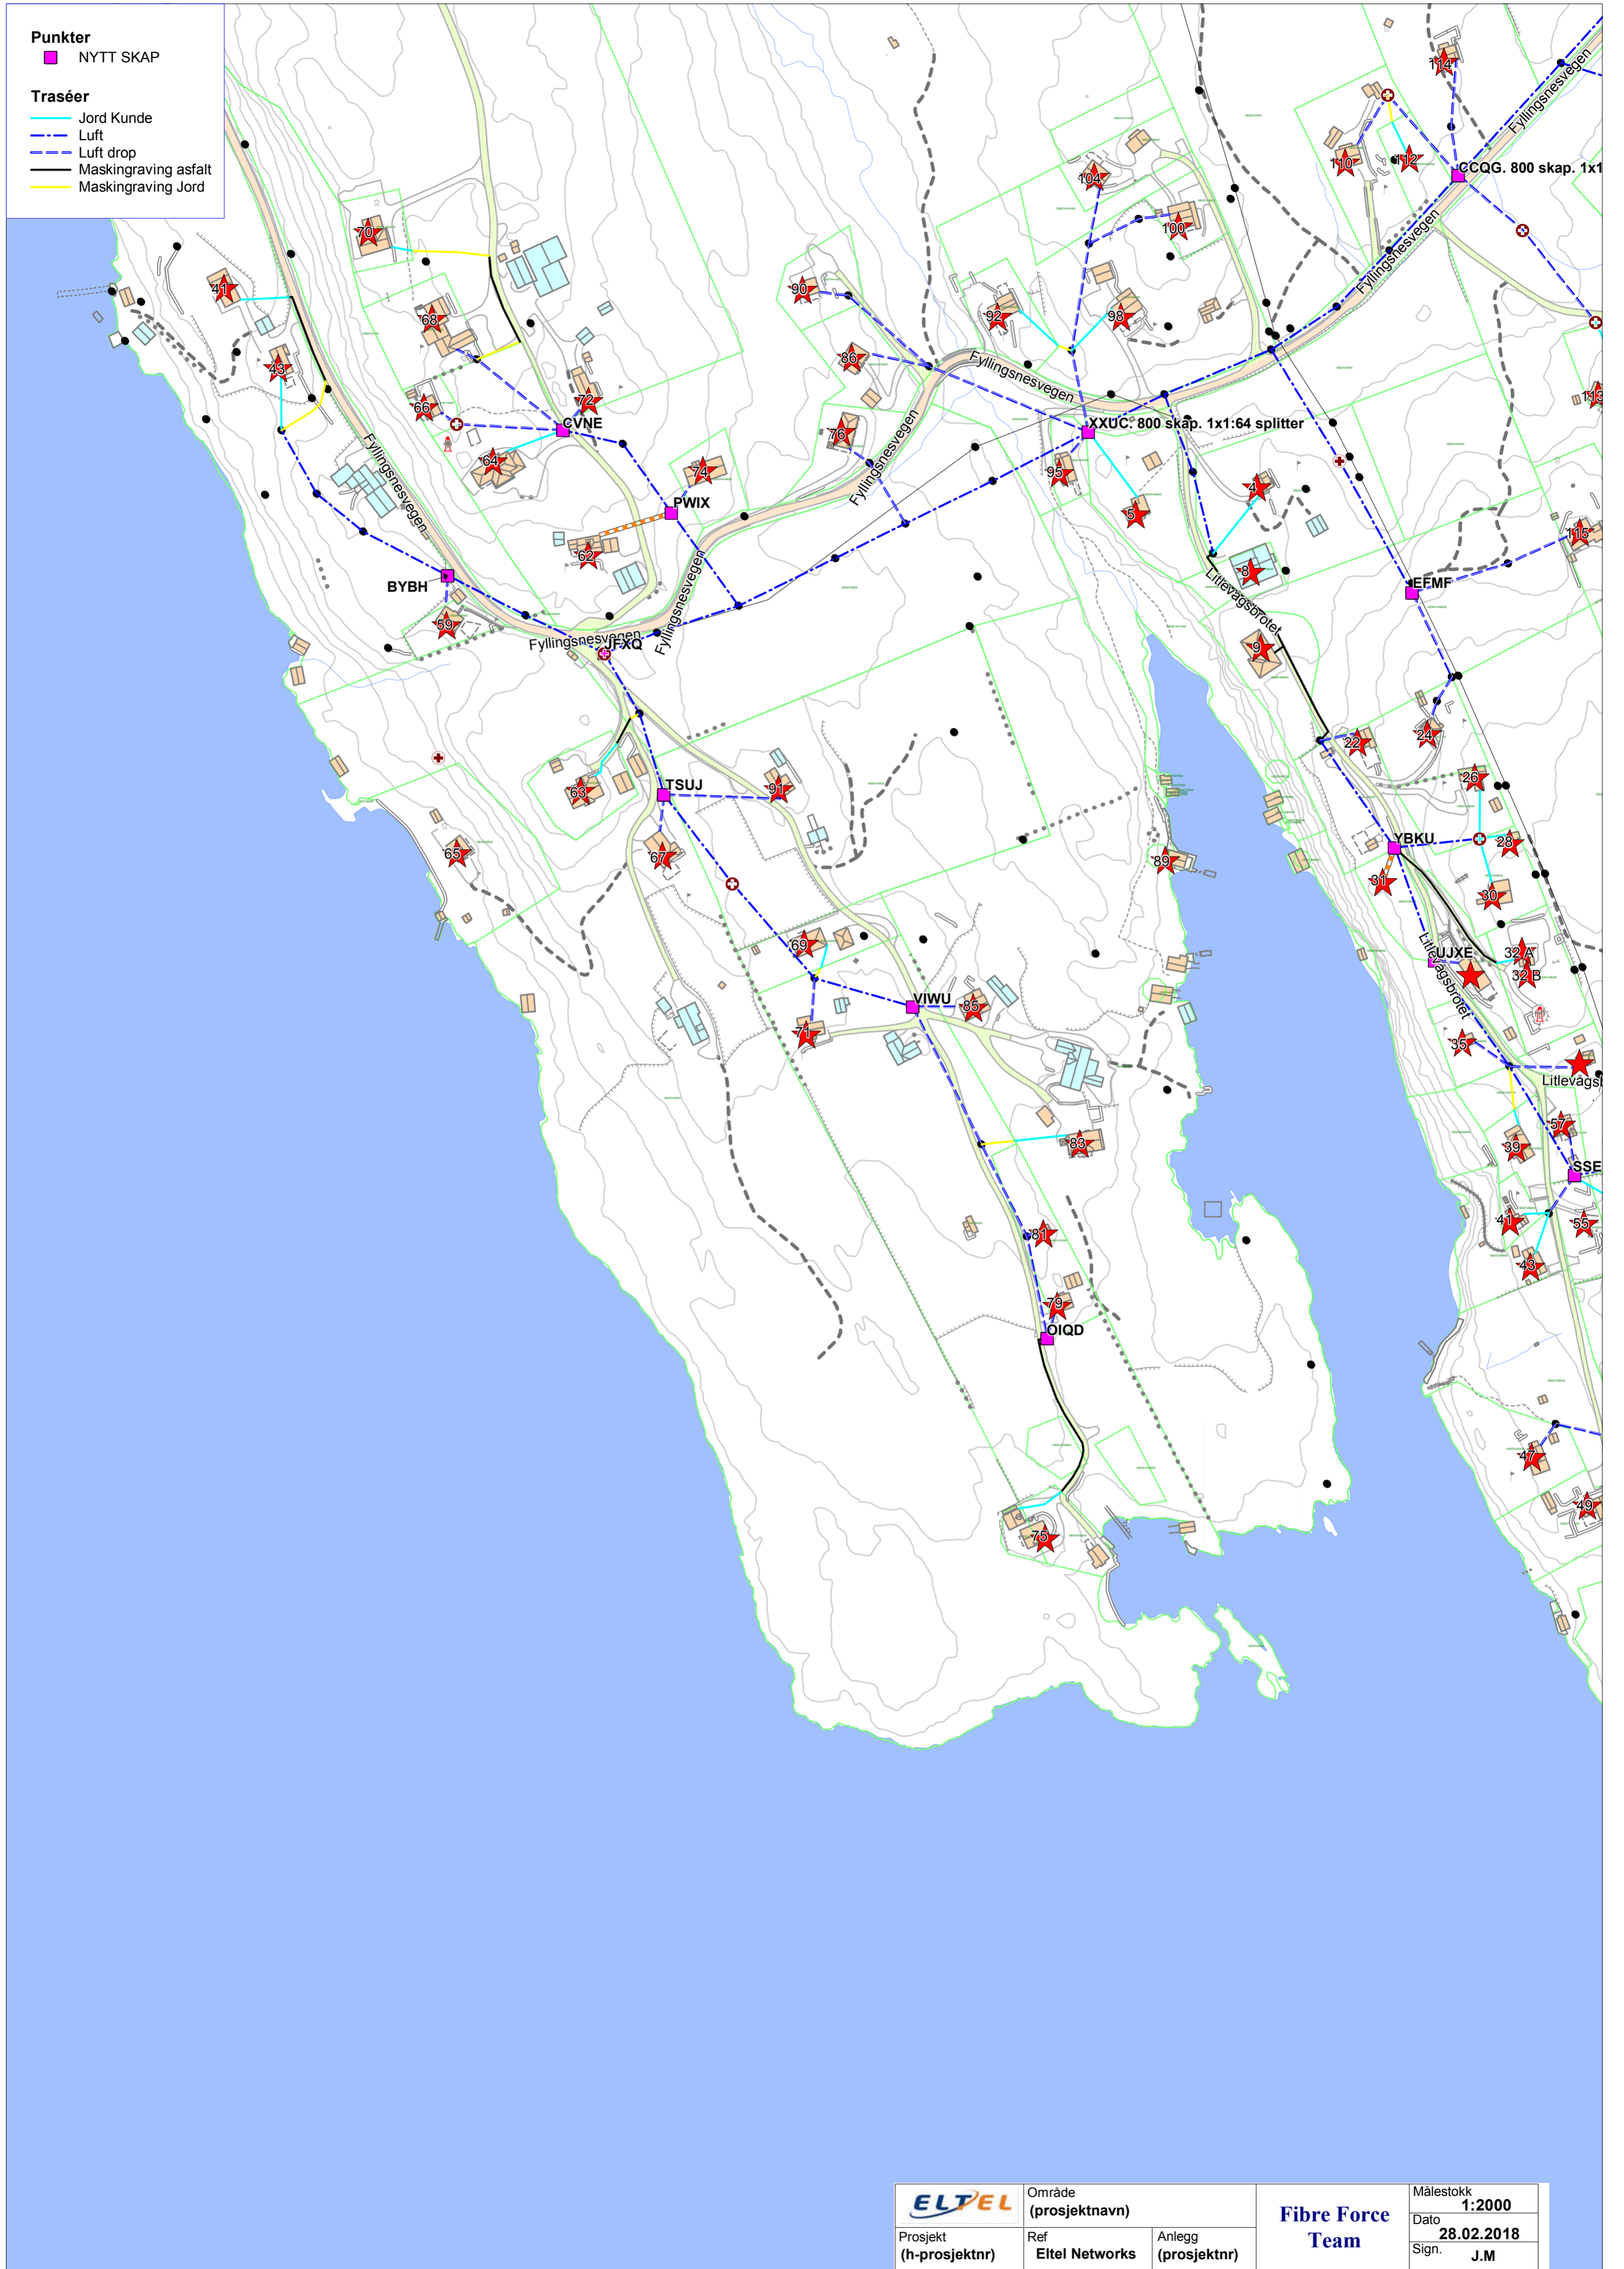 Punkter
NYTT SKAP
Traséer
Jord Kunde
Luft
Luft drop
Maskingraving asfalt
Maskingraving Jord
114
Fyllingsnesvegen
110
112
CCQG. 800 skap. 1x1
104
100
70
Fyllingsnesvegen
41
90
92
98
68
43
86
Fyllingsnesvegen
113
66
72
CVNE
76
XXUC. 800 skap. 1x1:64 splitter
64
74
95
4
Fyllingsnesvegen
Fyllingsnesvegen
PWIX
5
115
62
8
BYBH
Litlevågsbrotet
EFMF
59
Fyllingsnesvegen
Fyllingsnesvegen
JFXQ
9
22
24
26
TSUJ
63
91
YBKU
28
65
67
89
31
30
69
32 A
UJXE
32 B
Litlevågsbrotet
VIWU
85
71
35
Litlevågs
83
57
39
SSE
81
41
55
43
79
OIQD
47
49
75
ELTEL
Område
(prosjektnavn)
Fibre Force
Team
Målestokk
1:2000
Dato
28.02.2018
Prosjekt
(h-prosjektnr)
Ref
Eltel Networks
Anlegg
(prosjektnr)
Sign.
J.M